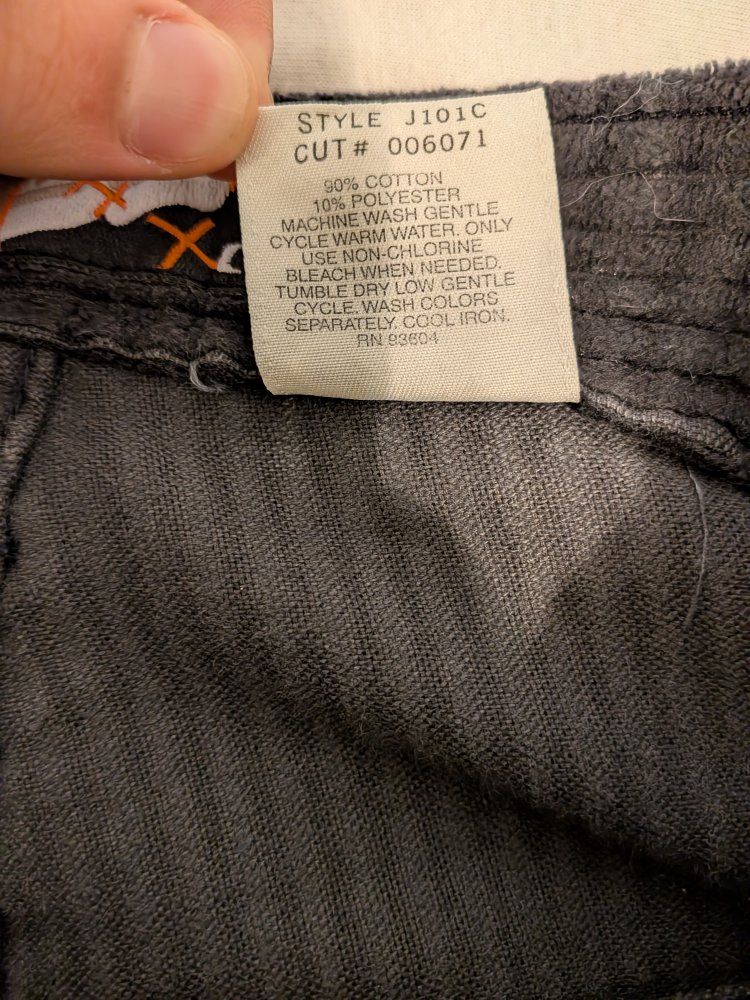 STYLE J101C
CUT# 006071
90% COTTON
10% POLYESTER
MACHINE WASH GENTLE
CYCLE WARM WATER. ONLY
USE NON-CHLORINE
BLEACH WHEN NEEDED.
TUMBLE DRY LOW GENTLE
CYCLE. WASH COLORS
SEPARATELY. COOL IRON.
RN 93604